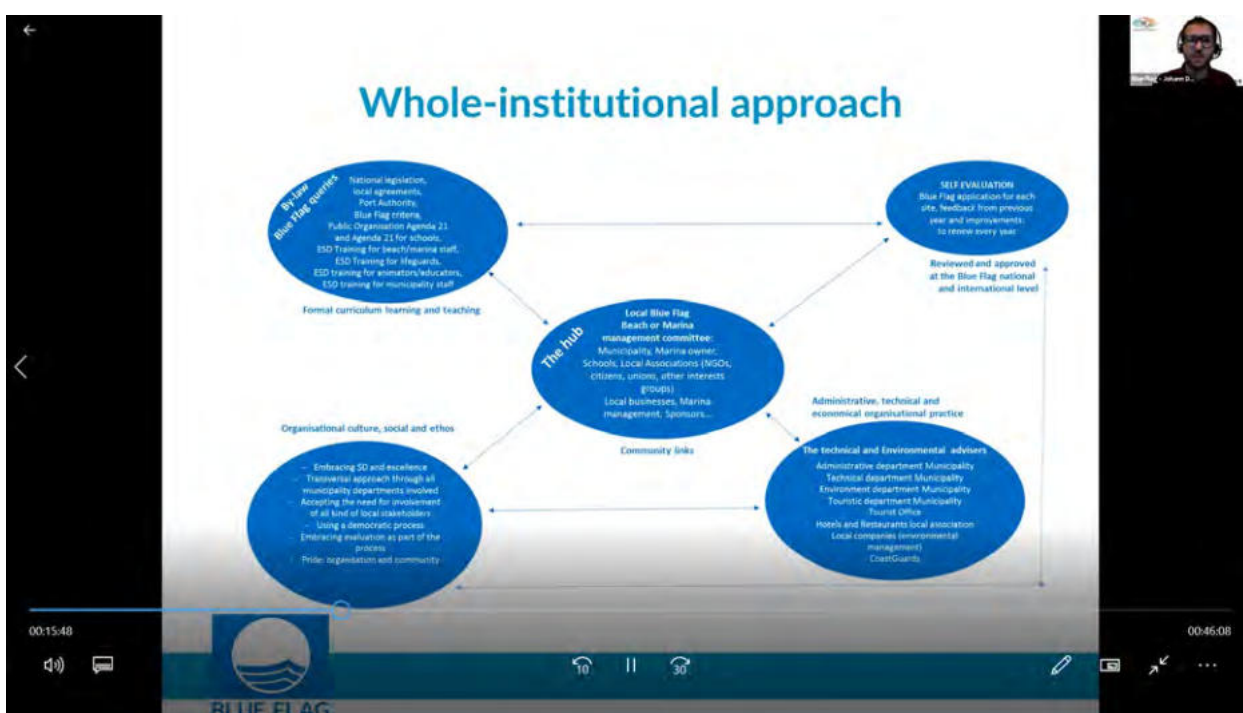 Blue Flag - Johann D...
Whole-institutional approach
By-law
Blue Flag queries
National legislation,
local agreements,
Port Authority,
Blue Flag criteria,
Public Organisation Agenda 21
and Agenda 21 for schools,
ESD Training for beach/marina staff,
ESD Training for lifeguards,
ESD training for animators/educators,
ESD training for municipality staff
Formal curriculum learning and teaching
SELF EVALUATION
Blue Flag application for each
site, feedback from previous
year and improvements:
to renew every year
Reviewed and approved
at the Blue Flag national
and international level
The hub
Local Blue Flag
Beach or Marina
management committee:
Municipality, Marina owner,
Schools, Local Associations (NGOs,
citizens, unions, other interests
groups)
Local businesses, Marina
management, Sponsors...
Community links
Organisational culture, social and ethos
– Embracing SD and excellence
– Transversal approach through all
municipality departments involved
– Accepting the need for involvement
of all kind of local stakeholders
– Using a democratic process
– Embracing evaluation as part of the
process
– Pride: organisation and community
Administrative, technical and
economical organisational practice
The technical and Environmental advisers
Administrative department Municipality
Technical department Municipality
Environment department Municipality
Touristic department Municipality
Tourist Office
Hotels and Restaurants local association
Local companies (environmental
management)
CoastGuards
00:15:48
00:46:08
10
30
BLUE FLAG